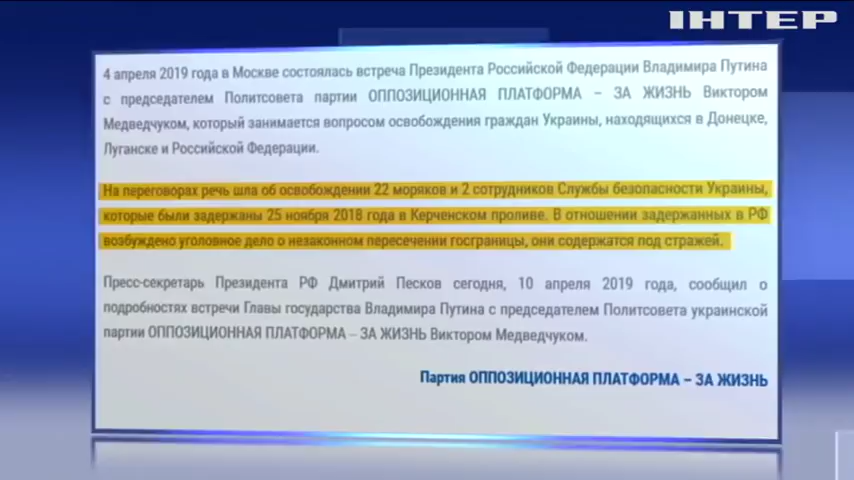 ІНТЕР
4 апреля 2019 года в Москве состоялась встреча Президента Российской Федерации Владимира Путина
с председателем Политсовета партии ОППОЗИЦИОННАЯ ПЛАТФОРМА – ЗА ЖИЗНЬ Виктором
Медведчуком, который занимается вопросом освобождения граждан Украины, находящихся в Донецке,
Луганске и Российской Федерации.
На переговорах речь шла об освобождении 22 моряков и 2 сотрудников Службы безопасности Украины,
которые были задержаны 25 ноября 2018 года в Керченском проливе. В отношении задержанных в РФ
возбуждено уголовное дело о незаконном пересечении госграницы, они содержатся под стражей.
Пресс-секретарь Президента РФ Дмитрий Песков сегодня, 10 апреля 2019 года, сообщил о
подробностях встречи Главы государства Владимира Путина с председателем Политсовета украинской
партии ОППОЗИЦИОННАЯ ПЛАТФОРМА – ЗА ЖИЗНЬ Виктором Медведчуком.
Партия ОППОЗИЦИОННАЯ ПЛАТФОРМА – ЗА ЖИЗНЬ